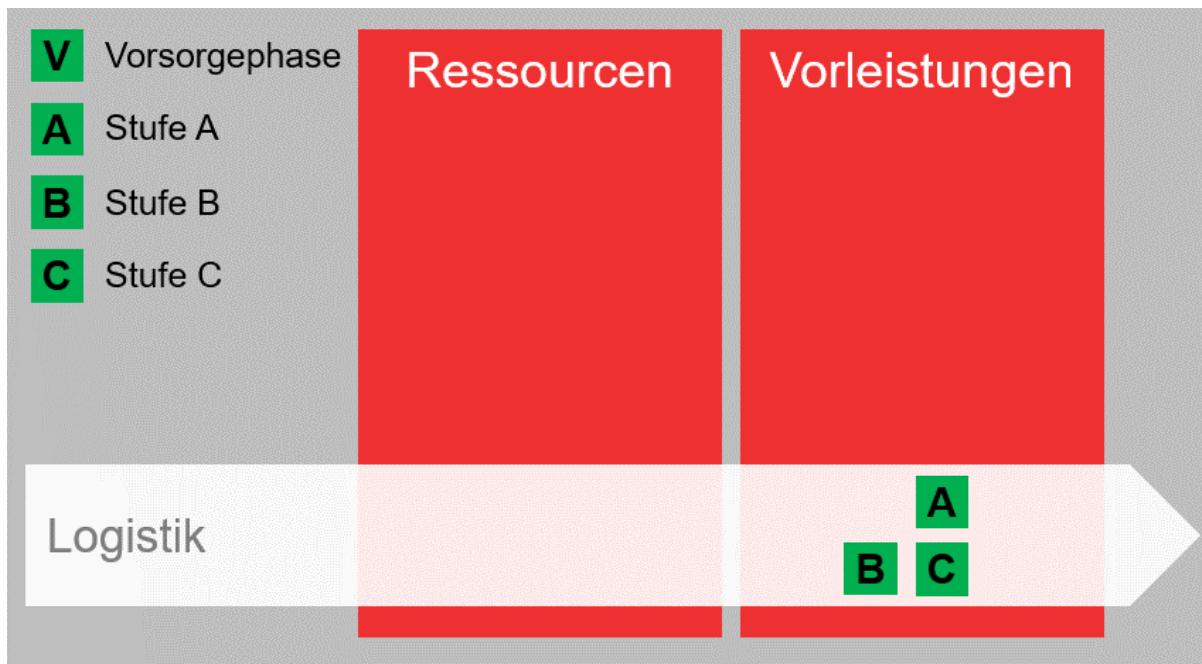 V Vorsorgephase
A Stufe A
B Stufe B
C Stufe C
Ressourcen
Vorleistungen
Logistik
A
B C